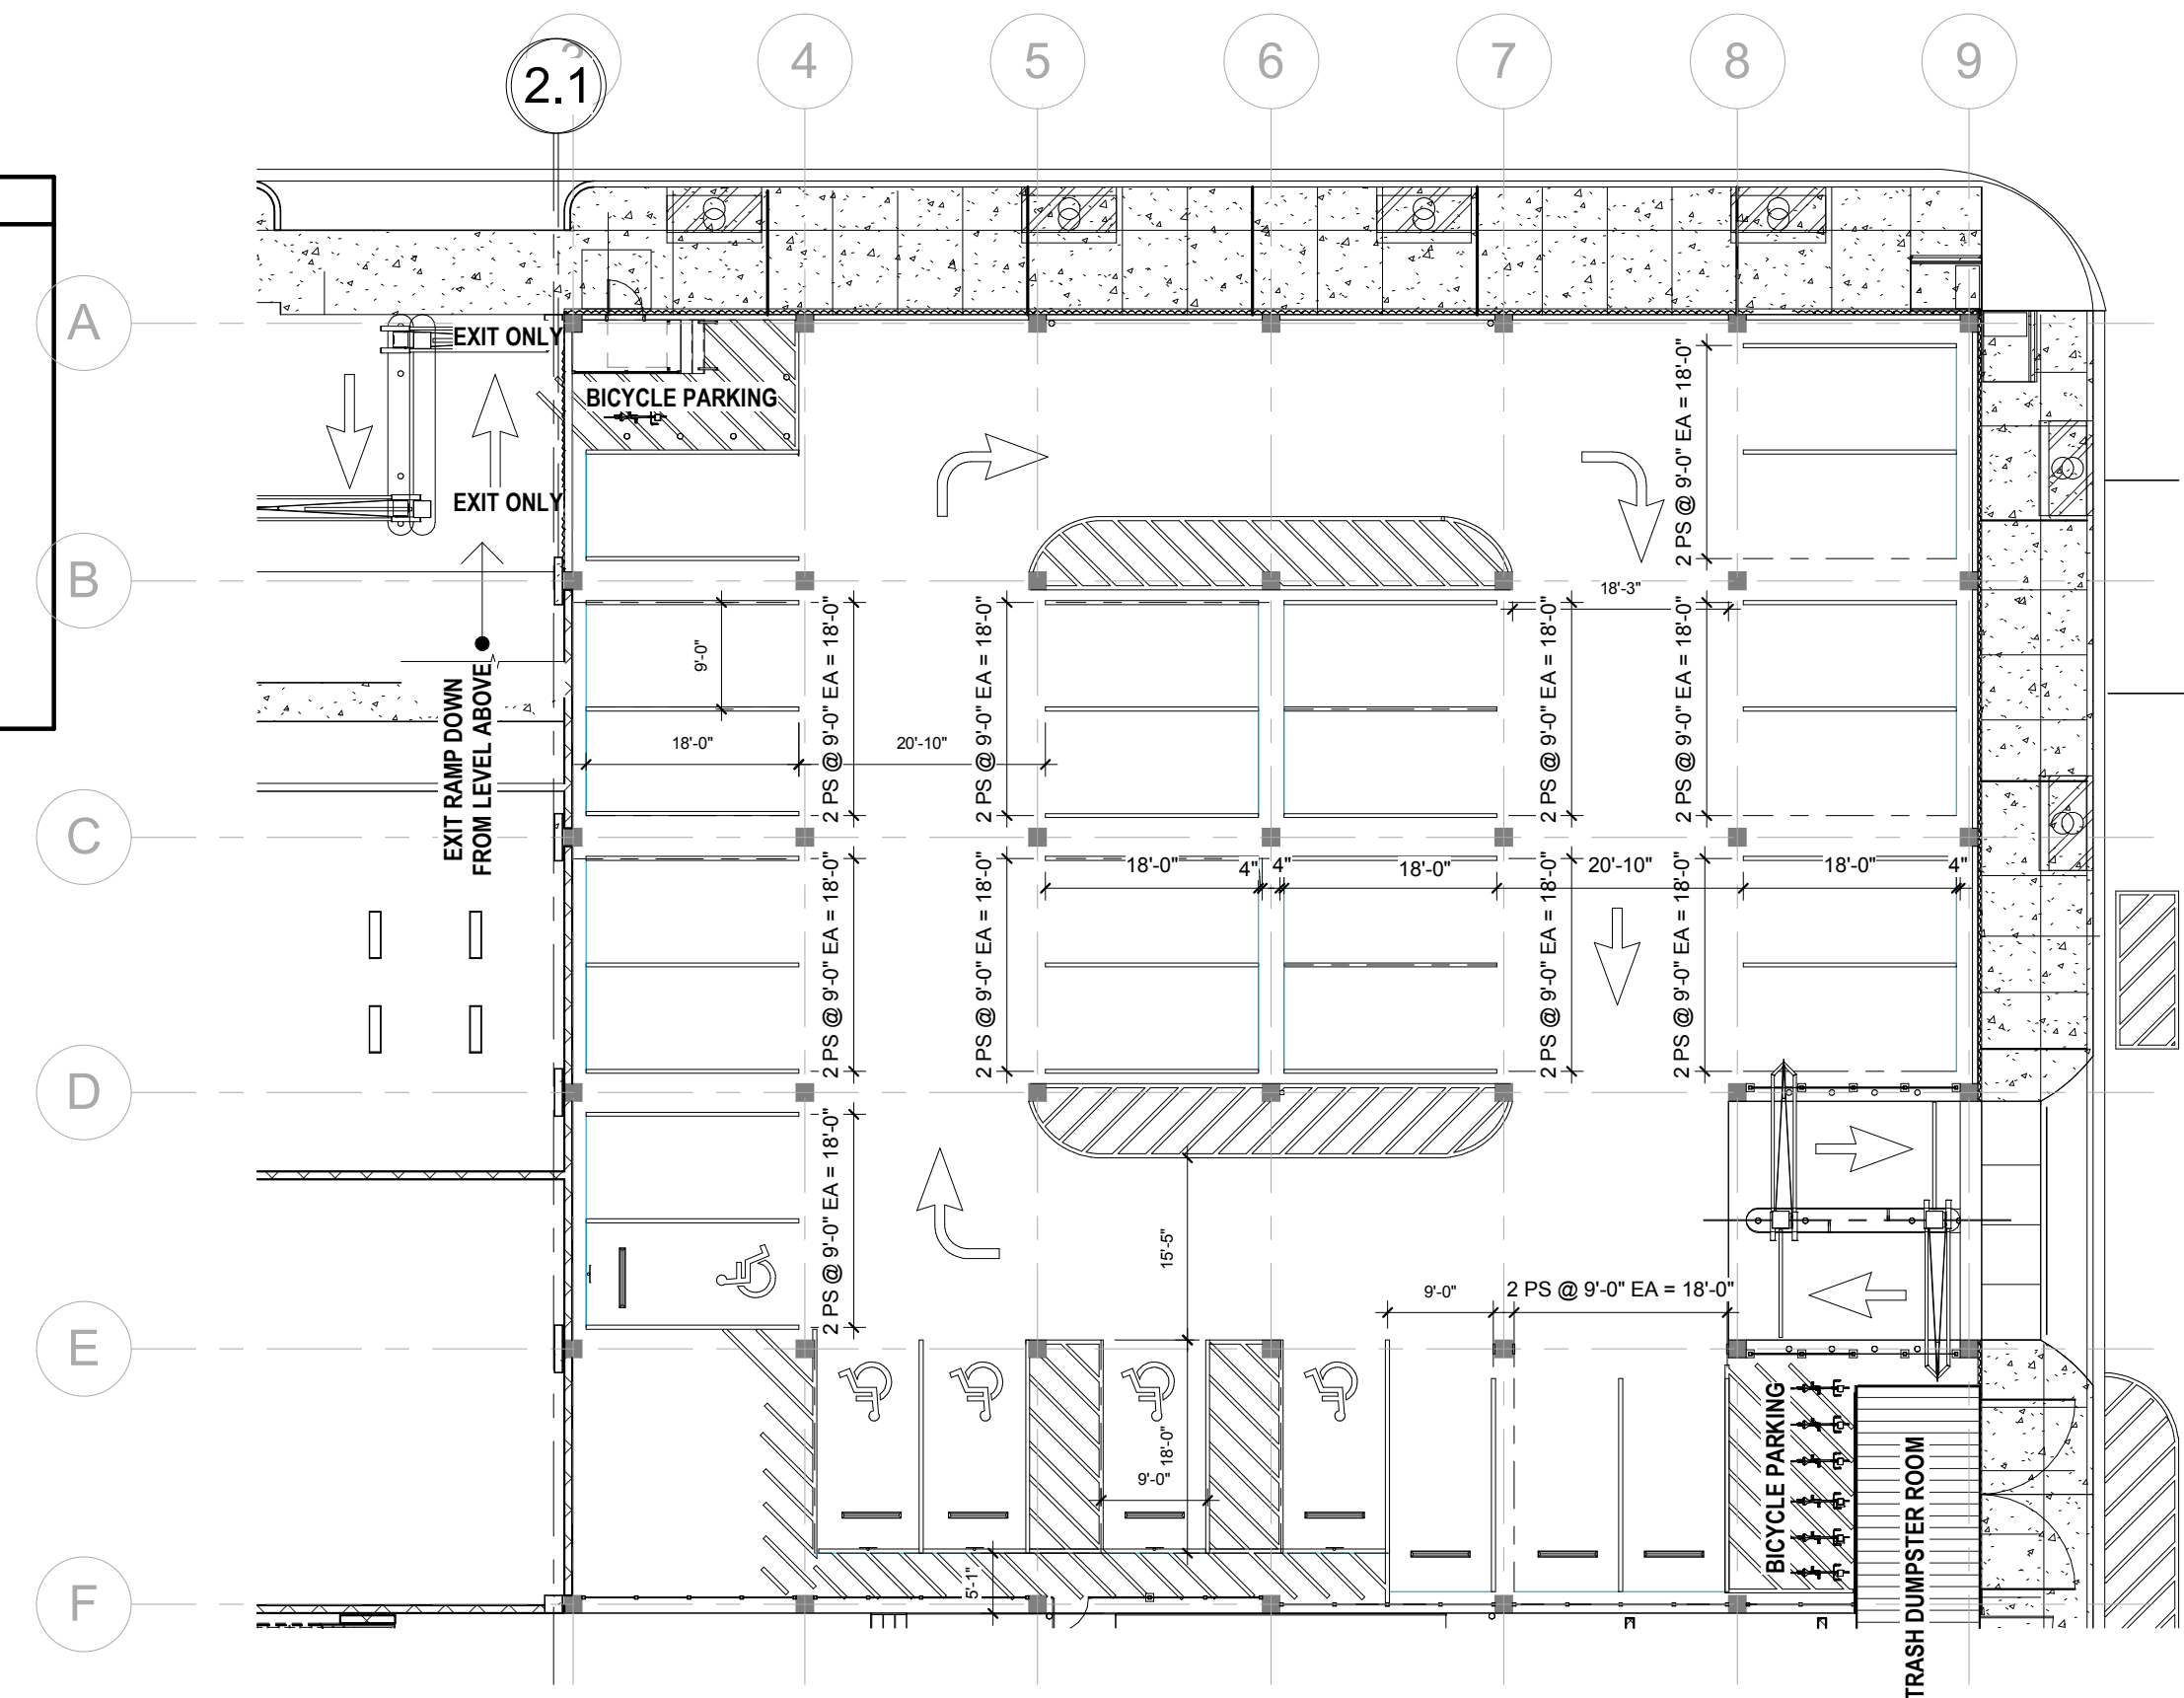 3
2.1
4
5
6
7
8
9
A
B
C
D
E
F
EXIT ONLY
EXIT ONLY
BICYCLE PARKING
2 PS @ 9'-0" EA = 18'-0"
18'-3"
9'-0"
2 PS @ 9'-0" EA = 18'-0"
2 PS @ 9'-0" EA = 18'-0"
2 PS @ 9'-0" EA = 18'-0"
2 PS @ 9'-0" EA = 18'-0"
18'-0"
20'-10"
EXIT RAMP DOWN
FROM LEVEL ABOVE
2 PS @ 9'-0" EA = 18'-0"
2 PS @ 9'-0" EA = 18'-0"
18'-0"
4"
4"
18'-0"
2 PS @ 9'-0" EA = 18'-0"
20'-10"
2 PS @ 9'-0" EA = 18'-0"
18'-0"
4"
2 PS @ 9'-0" EA = 18'-0"
15'-5"
9'-0"
2 PS @ 9'-0" EA = 18'-0"
18'-0"
9'-0"
5'-1"
BICYCLE PARKING
TRASH DUMPSTER ROOM